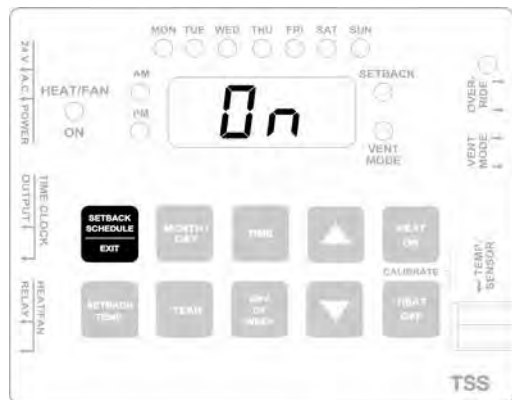 MON TUE WED THU FRI SAT SUN
24 V. A.C. POWER
HEAT/FAN
ON
AM
PM
On
SETBACK
VENT
MODE
OVER-
RIDE
VENT
MODE
TIME CLOCK
OUTPUT
SETBACK
SCHEDULE
EXIT
MONTH /
DAY
TIME
HEAT
ON
CALIBRATE
TEMP.
SENSOR
HEAT/FAN
RELAY
SETBACK
TEMP
YEAR
DAY
OF
WEEK
HEAT
OFF
TSS